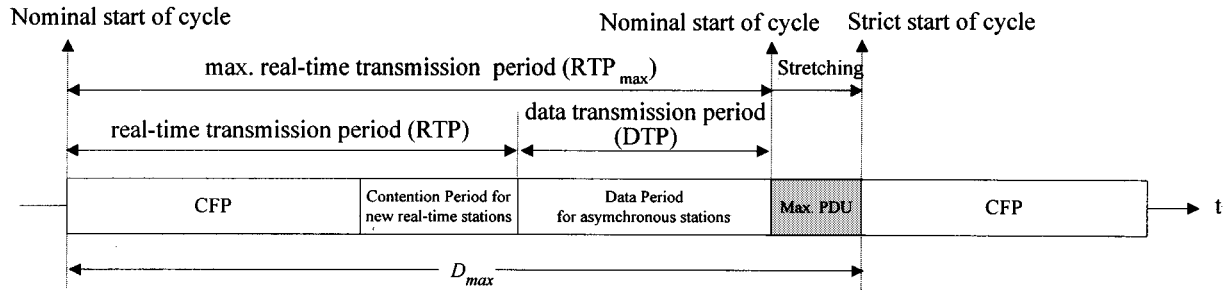 Nominal start of cycle
Nominal start of cycle
Strict start of cycle
max. real-time transmission period (RTP max)
Stretching
real-time transmission period (RTP)
data transmission period
(DTP)
CFP
Contention Period for
new real-time stations
Data Period
for asymchronous stations
Max. PDU
CFP
t
Dmax